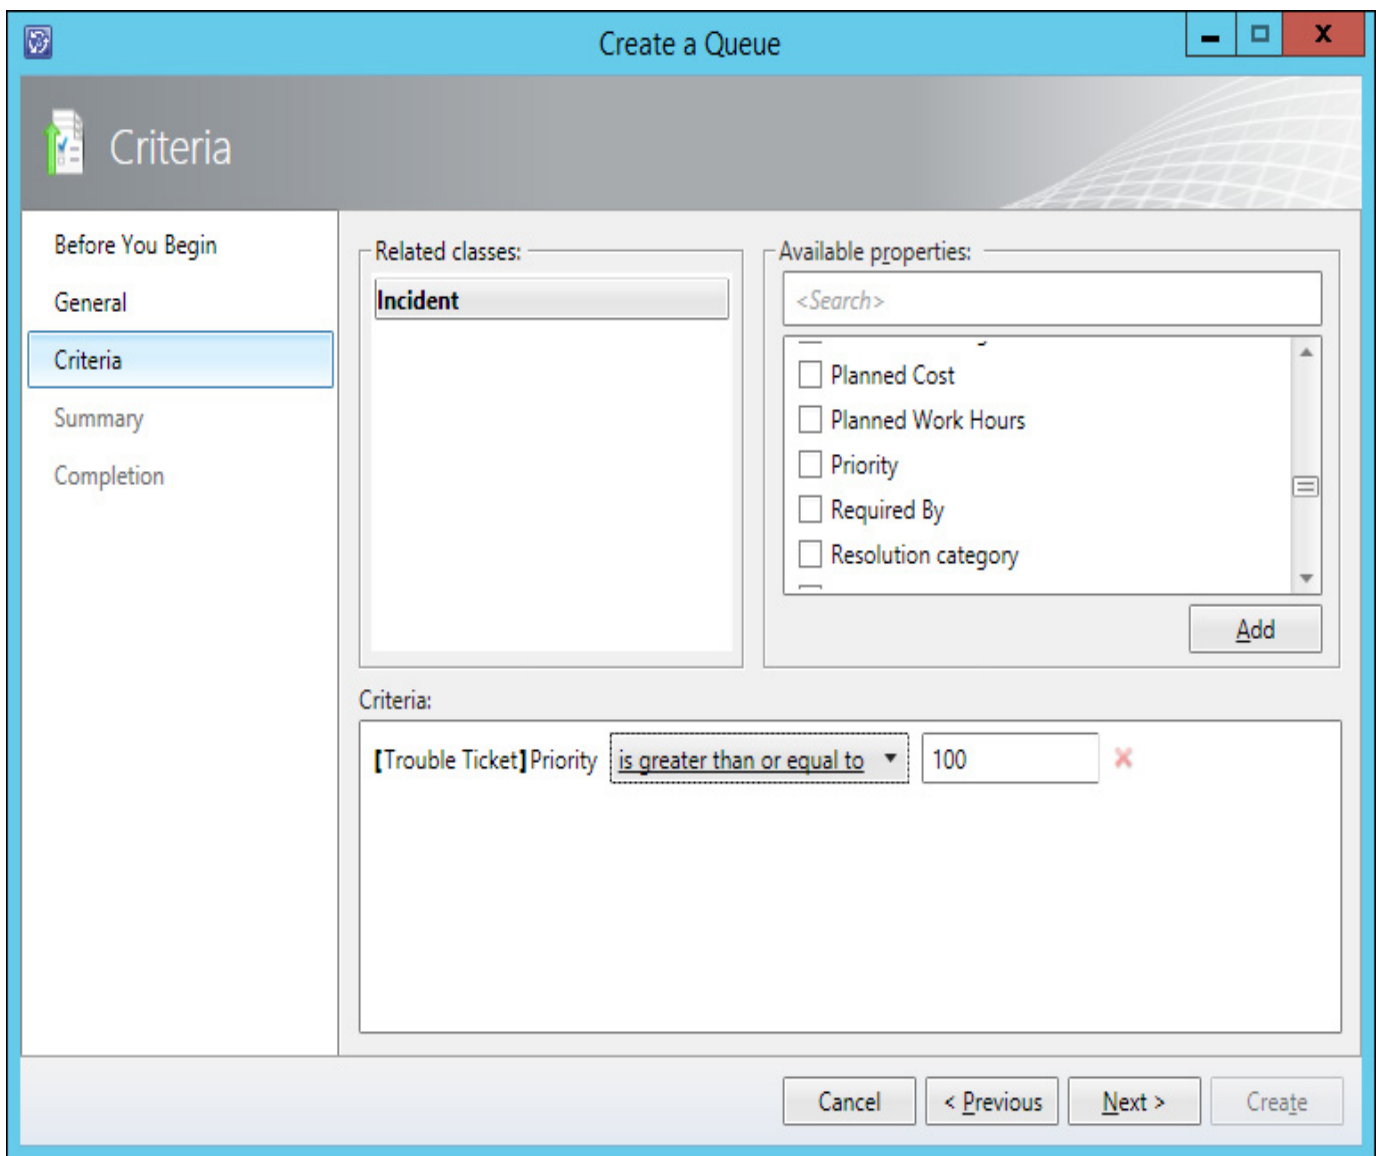 Create a Queue
Criteria
Before You Begin
General
Criteria
Summary
Completion
Related classes:
Incident
Available properties:
<Search>
Planned Cost
Planned Work Hours
Priority
Required By
Resolution category
Add
Criteria:
[Trouble Ticket]Priority is greater than or equal to 100
Cancel < Previous Next > Create